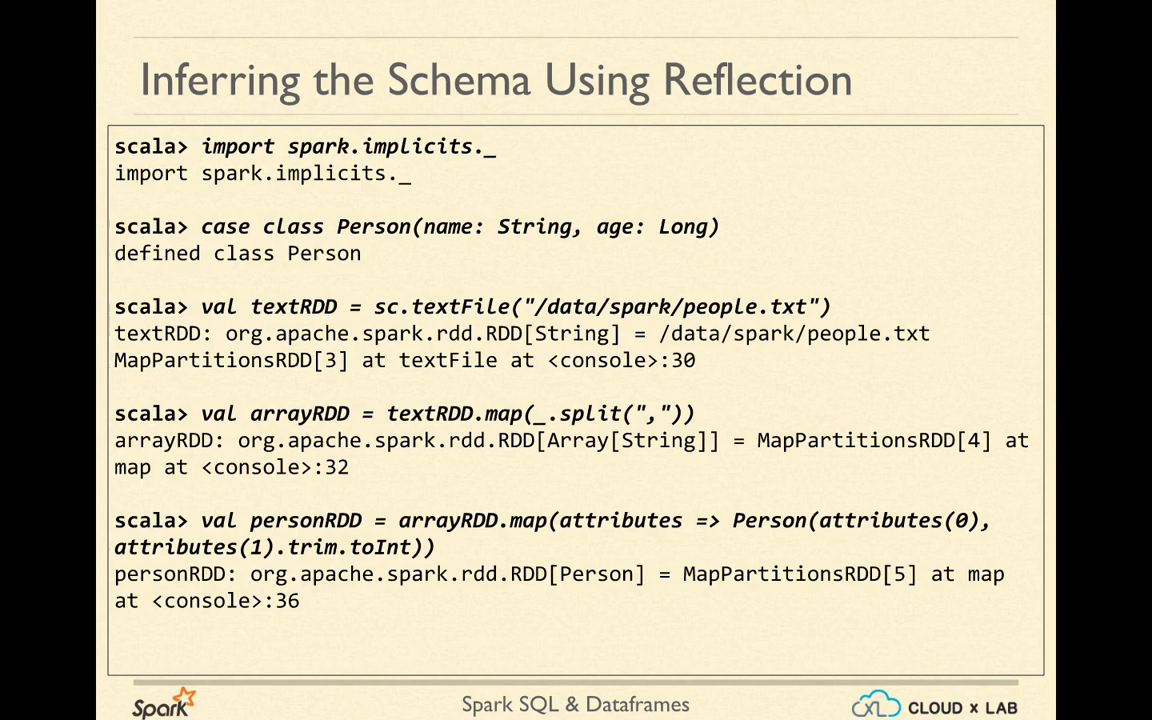 Inferring the Schema Using Reflection
scala> import spark.implicits._
import spark.implicits._
scala> case class Person(name: String, age: Long)
defined class Person
scala> val textRDD = sc.textFile("/data/spark/people.txt")
textRDD: org.apache.spark.rdd.RDD[String] = /data/spark/people.txt
MapPartitionsRDD[3] at textFile at <console>:30
scala> val arrayRDD = textRDD.map(_.split(","))
arrayRDD: org.apache.spark.rdd.RDD[Array[String]] = MapPartitionsRDD[4] at
map at <console>:32
scala> val personRDD = arrayRDD.map(attributes => Person(attributes(0),
attributes(1).trim.toInt))
personRDD: org.apache.spark.rdd.RDD[Person] = MapPartitionsRDD[5] at map
at <console>:36
Spark
Spark SQL & Dataframes
CXL CLOUD x LAB